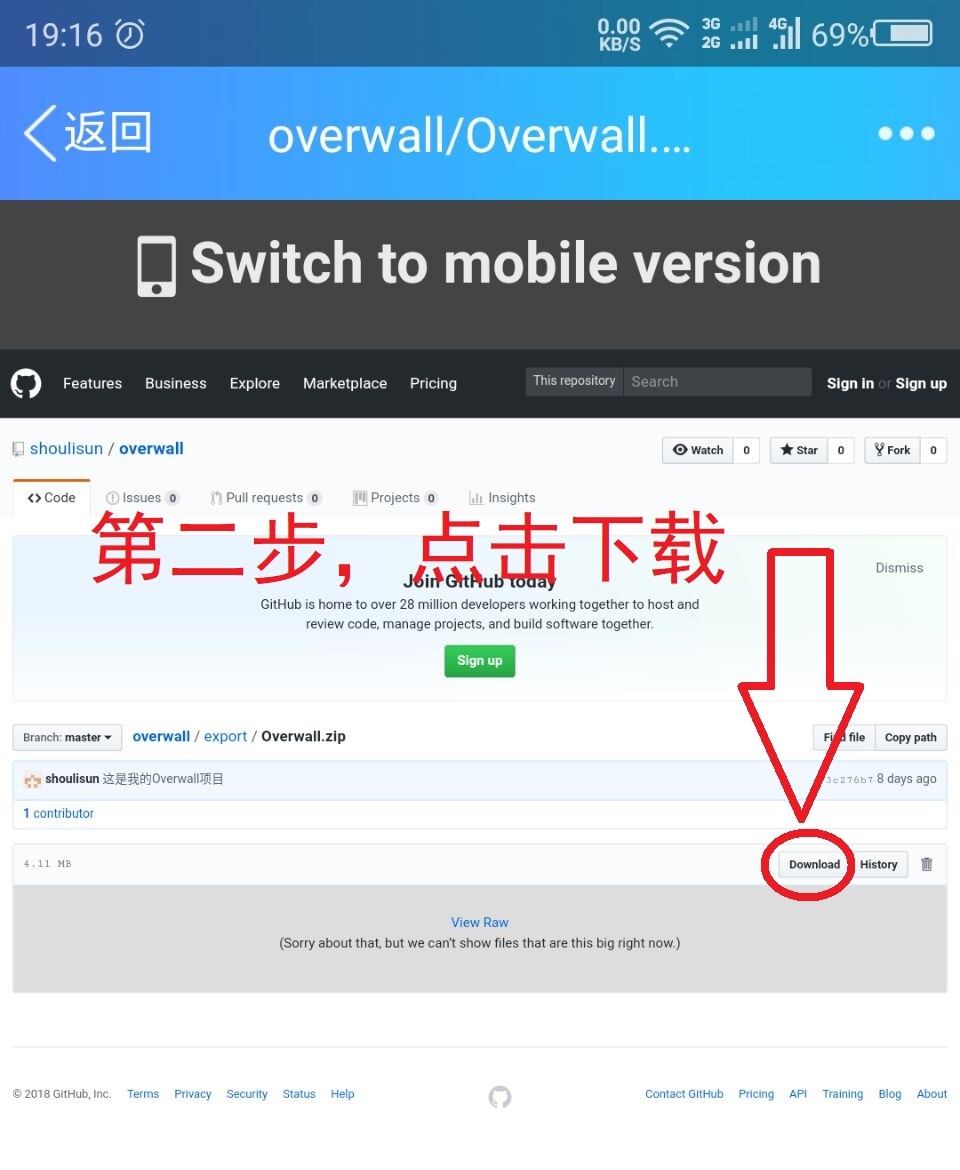 19:16
0.00 KB/S 3G 2G 4G 69%
返回 overwall/Overwall.... •••
Switch to mobile version
Features Business Explore Marketplace Pricing This repository Search Sign in or Sign up
shoulisun / overwall Watch 0 Star 0 Fork 0
Code Issues 0 Pull requests 0 Projects 0 Insights
第二步，点击下载
Join GitHub today Dismiss
GitHub is home to over 28 million developers working together to host and
review code, manage projects, and build software together.
Sign up
Branch: master overwall / export / Overwall.zip Find file Copy path
shoulisun 这是我的Overwall项目 3c276b7 8 days ago
1 contributor
4.11 MB Download History
View Raw
(Sorry about that, but we can't show files that are this big right now.)
© 2018 GitHub, Inc. Terms Privacy Security Status Help Contact GitHub Pricing API Training Blog About